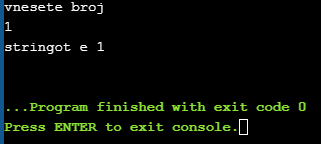 vnesete broj
1
stringot e 1
...Program finished with exit code 0
Press ENTER to exit console.